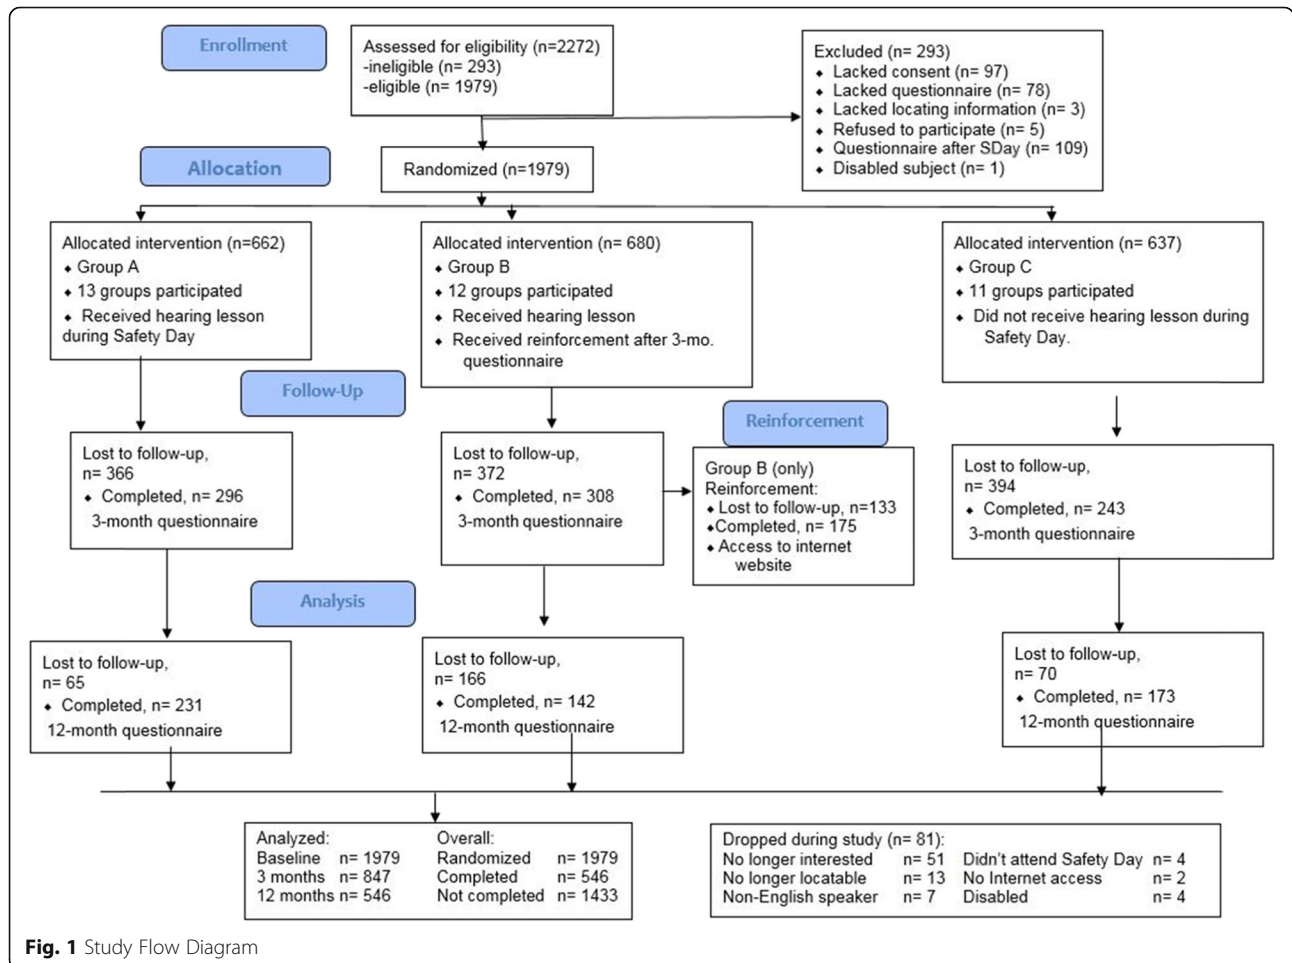 Enrollment
Assessed for eligibility (n=2272)
-ineligible (n= 293)
-eligible (n= 1979)
Excluded (n= 293)
◆ Lacked consent (n= 97)
◆ Lacked questionnaire (n= 78)
◆ Lacked locating information (n= 3)
◆ Refused to participate (n= 5)
◆ Questionnaire after SDay (n= 109)
◆ Disabled subject (n= 1)
Allocation
Randomized (n=1979)
Allocated intervention (n=662)
◆ Group A
◆ 13 groups participated
◆ Received hearing lesson
during Safety Day
Allocated intervention (n= 680)
◆ Group B
◆ 12 groups participated
◆ Received hearing lesson
◆ Received reinforcement after 3-mo.
questionnaire
Allocated intervention (n= 637)
◆ Group C
◆ 11 groups participated
◆ Did not receive hearing lesson during
Safety Day.
Follow-Up
Lost to follow-up,
n= 366
◆ Completed, n= 296
3-month questionnaire
Lost to follow-up,
n= 372
◆ Completed, n= 308
3-month questionnaire
Reinforcement
Group B (only)
Reinforcement:
◆ Lost to follow-up, n=133
◆Completed, n= 175
◆ Access to internet
website
Lost to follow-up,
n= 394
◆ Completed, n= 243
3-month questionnaire
Analysis
Lost to follow-up,
n= 65
◆ Completed, n= 231
12-month questionnaire
Lost to follow-up,
n= 166
◆ Completed, n= 142
12-month questionnaire
Lost to follow-up,
n= 70
◆ Completed, n= 173
12-month questionnaire
Analyzed: Overall:
Baseline n= 1979 Randomized n= 1979
3 months n= 847 Completed n= 546
12 months n= 546 Not completed n= 1433
Dropped during study (n= 81):
No longer interested n= 51 Didn't attend Safety Day n= 4
No longer locatable n= 13 No Internet access n= 2
Non-English speaker n= 7 Disabled n= 4
Fig. 1 Study Flow Diagram